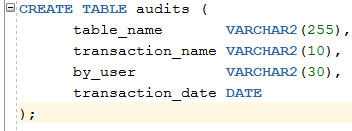 CREATE TABLE audits (
table_name VARCHAR2(255),
transaction_name VARCHAR2(10),
by_user VARCHAR2(30),
transaction_date DATE
);